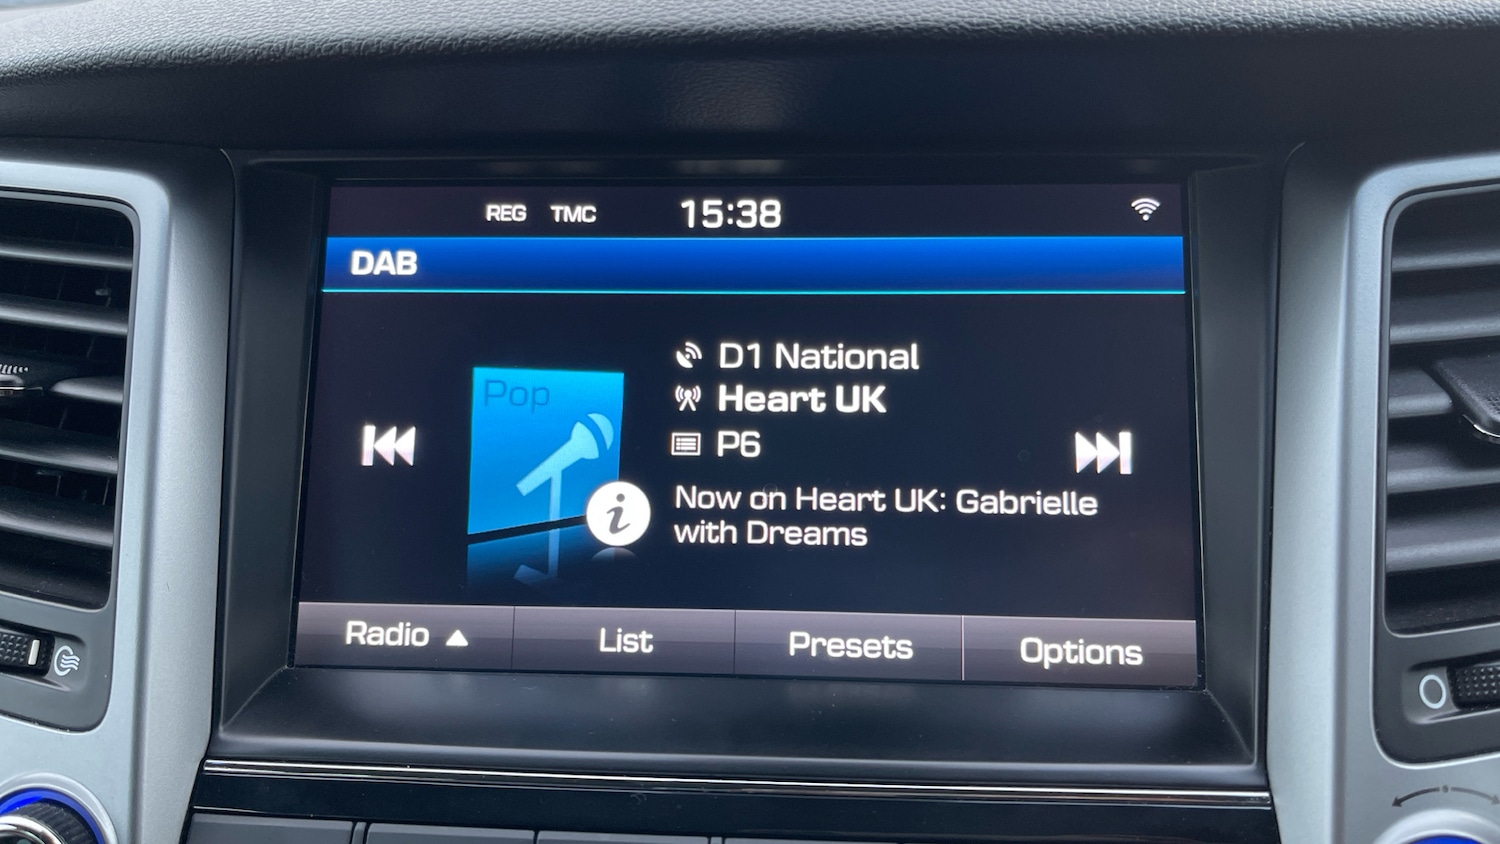 REG TMC 15:38
DAB
D1 National
Pop
Heart UK
P6
Now on Heart UK: Gabrielle
with Dreams
Radio ▲ List Presets Options